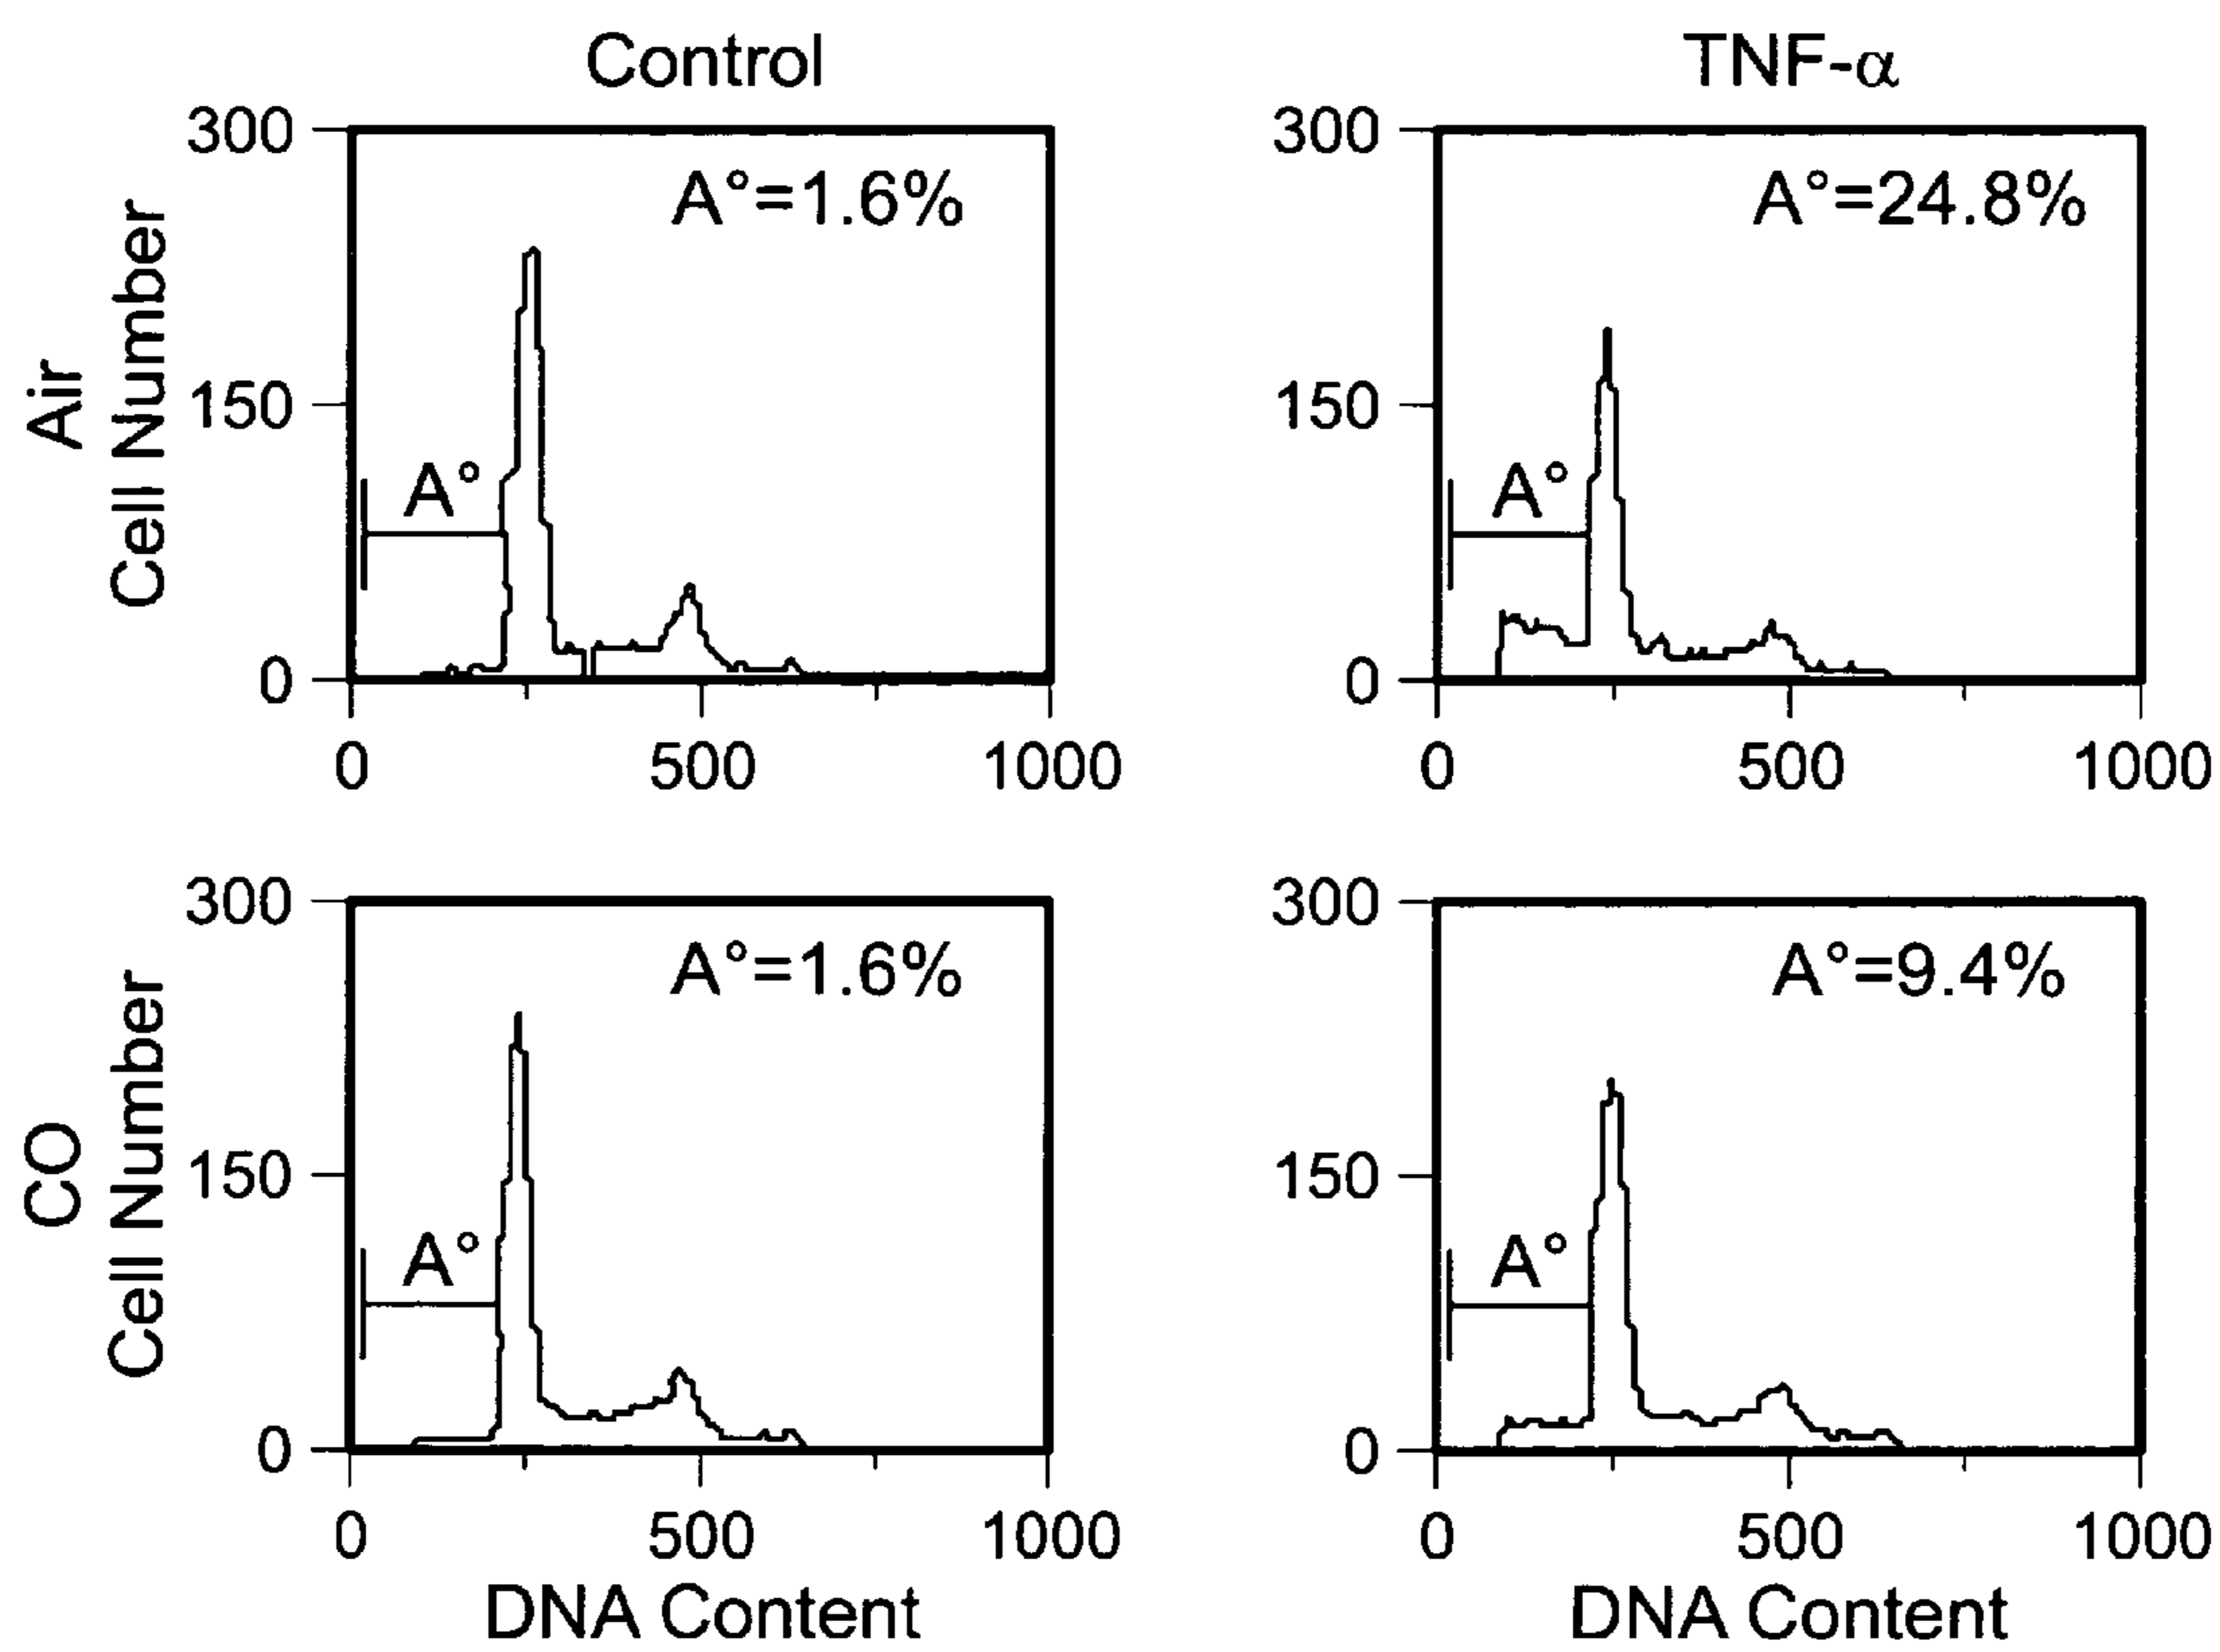 Control
TNF-α
Air
Cell Number
300
150
0
A°=1.6%
A°
0
500
1000
300
150
0
A°=24.8%
A°
0
500
1000
CO
Cell Number
300
150
0
A°=1.6%
A°
0
500
1000
DNA Content
300
150
0
A°=9.4%
A°
0
500
1000
DNA Content